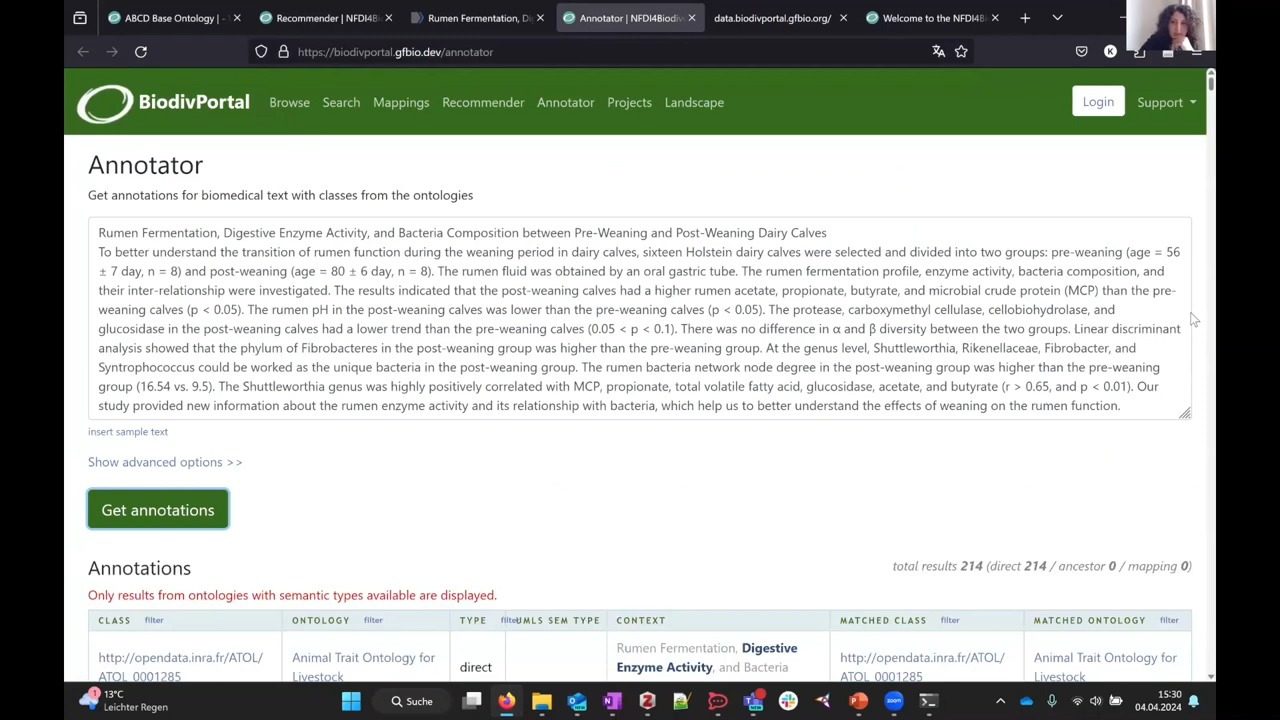 ABCD Base Ontology | -
Recommender | NFDI4Bi
Rumen Fermentation, Di
Annotator | NFDI4Biodiv
data.biodivportal.gfbio.org/
Welcome to the NFDI4Bi
https://biodivportal.gfbio.dev/annotator
K
BiodivPortal
Browse Search Mappings Recommender Annotator Projects Landscape
Login
Support
Annotator
Get annotations for biomedical text with classes from the ontologies
Rumen Fermentation, Digestive Enzyme Activity, and Bacteria Composition between Pre-Weaning and Post-Weaning Dairy Calves
To better understand the transition of rumen function during the weaning period in dairy calves, sixteen Holstein dairy calves were selected and divided into two groups: pre-weaning (age = 56
± 7 day, n = 8) and post-weaning (age = 80 ± 6 day, n = 8). The rumen fluid was obtained by an oral gastric tube. The rumen fermentation profile, enzyme activity, bacteria composition, and
their inter-relationship were investigated. The results indicated that the post-weaning calves had a higher rumen acetate, propionate, butyrate, and microbial crude protein (MCP) than the pre-
weaning calves (p < 0.05). The rumen pH in the post-weaning calves was lower than the pre-weaning calves (p < 0.05). The protease, carboxymethyl cellulase, cellobiohydrolase, and
glucosidase in the post-weaning calves had a lower trend than the pre-weaning calves (0.05 < p < 0.1). There was no difference in α and β diversity between the two groups. Linear discriminant
analysis showed that the phylum of Fibrobacteres in the post-weaning group was higher than the pre-weaning group. At the genus level, Shuttleworthia, Rikenellaceae, Fibrobacter, and
Syntrophococcus could be worked as the unique bacteria in the post-weaning group. The rumen bacteria network node degree in the post-weaning group was higher than the pre-weaning
group (16.54 vs. 9.5). The Shuttleworthia genus was highly positively correlated with MCP, propionate, total volatile fatty acid, glucosidase, acetate, and butyrate (r > 0.65, and p < 0.01). Our
study provided new information about the rumen enzyme activity and its relationship with bacteria, which help us to better understand the effects of weaning on the rumen function.
insert sample text
Show advanced options >>
Get annotations
Annotations
total results 214 (direct 214 / ancestor 0 / mapping 0)
Only results from ontologies with semantic types available are displayed.
CLASS filter ONTOLOGY filter TYPE filter UMLS SEM TYPE CONTEXT MATCHED CLASS filter MATCHED ONTOLOGY filter
http://opendata.inra.fr/ATOL/
ATOL_0001285
Animal Trait Ontology for
Livestock
direct
Rumen Fermentation, Digestive
Enzyme Activity, and Bacteria
http://opendata.inra.fr/ATOL/
ATOL_0001285
Animal Trait Ontology for
Livestock
1
13°C
Leichter Regen
Suche
15:30
04.04.2024